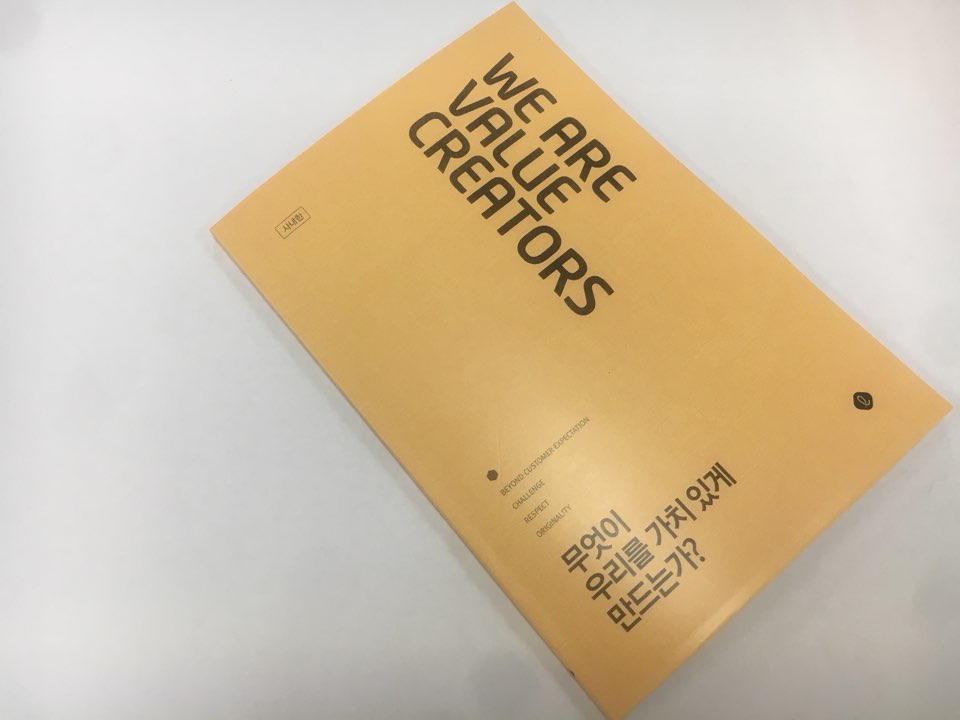 WE ARE
VALUE
CREATORS
사내한
BEYOND CUSTOMER EXPECTATION
CHALLENGE
RESPECT
ORIGINALITY
무엇이
우리를 가치 있게
만드는가?